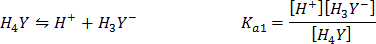 H₄Y ⇋ H⁺ + H₃Y⁻    Kₐ₁ = [H⁺][H₃Y⁻] / [H₄Y]